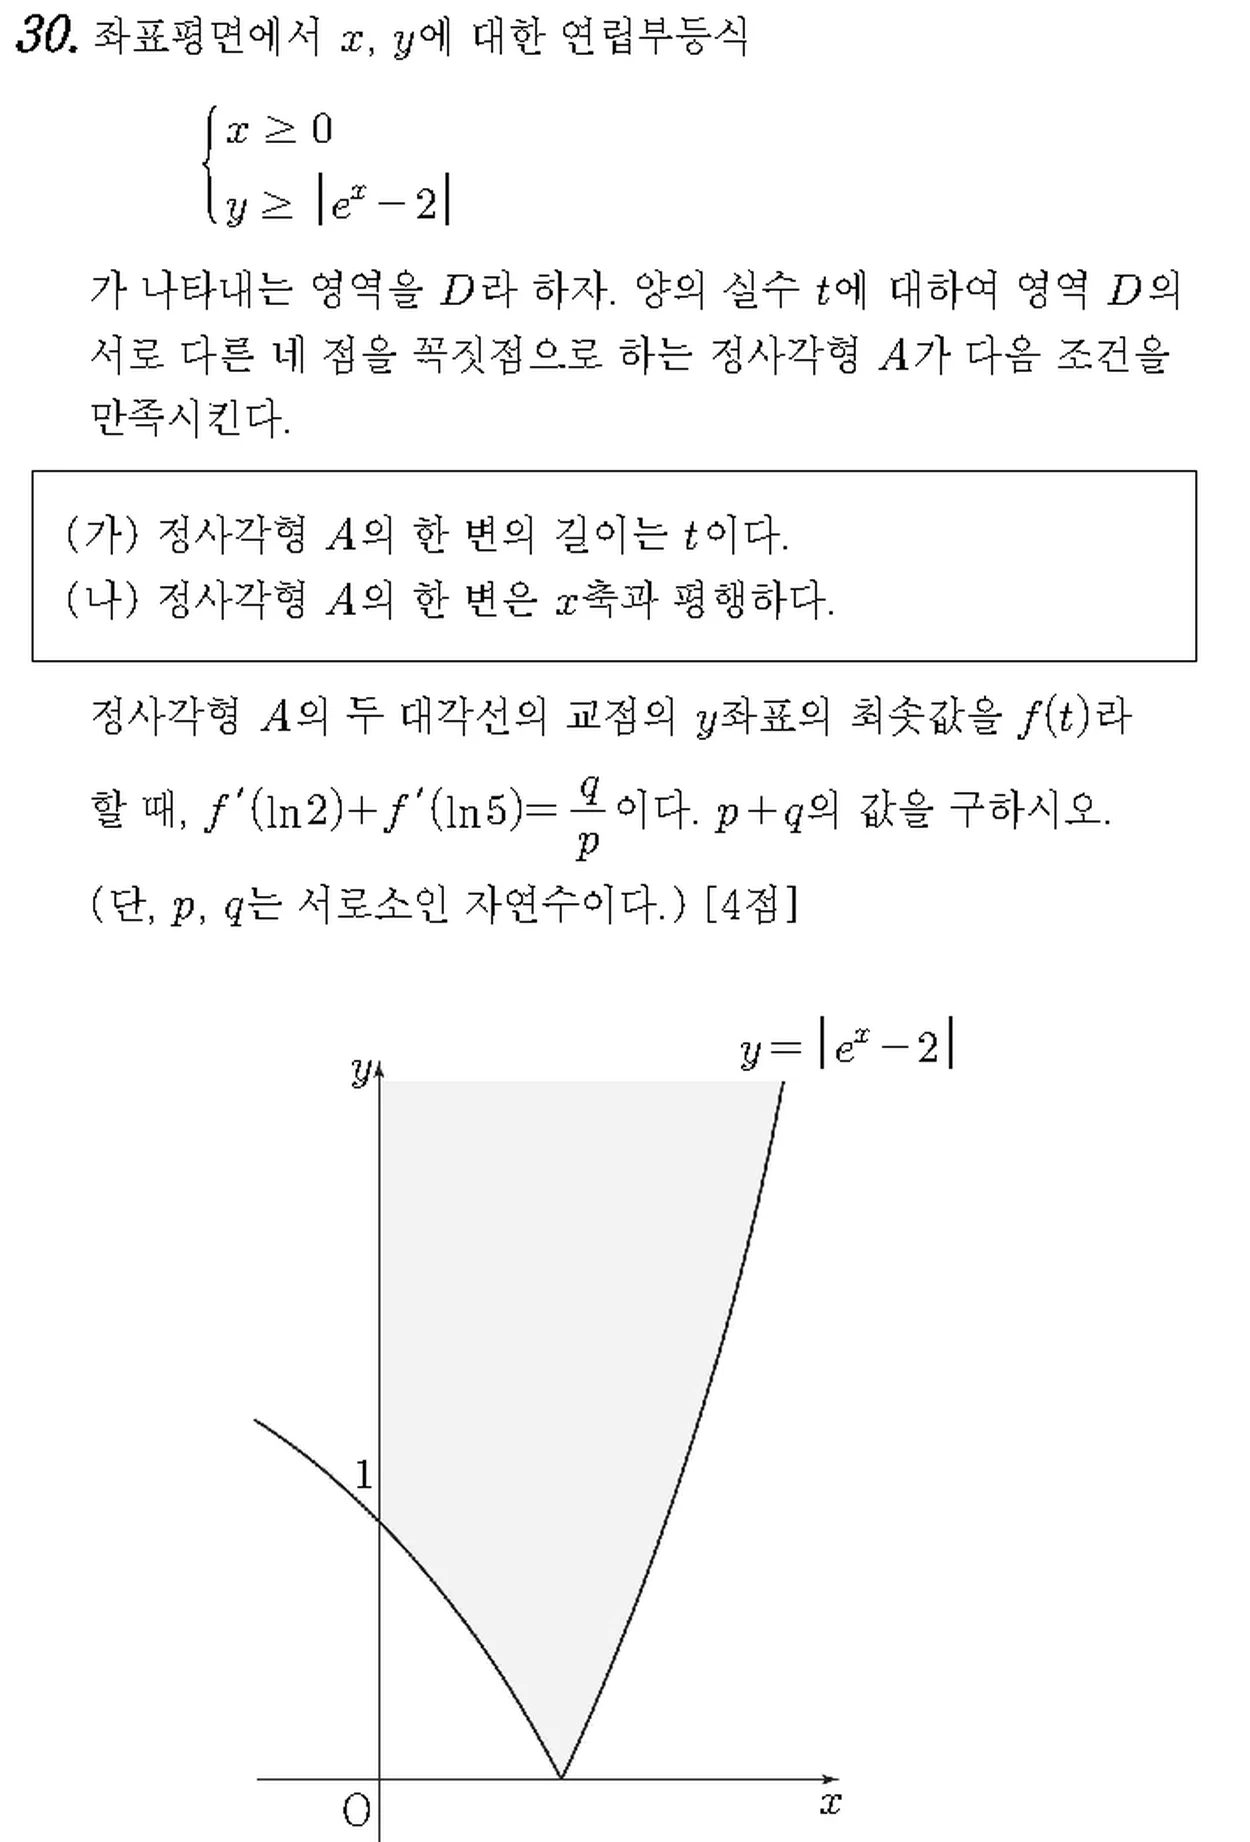 30. 좌표평면에서 x, y에 대한 연립부등식
x ≥ 0
y ≥ |e^x − 2|
가 나타내는 영역을 D라 하자. 양의 실수 t에 대하여 영역 D의
서로 다른 네 점을 꼭짓점으로 하는 정사각형 A가 다음 조건을
만족시킨다.
(가) 정사각형 A의 한 변의 길이는 t이다.
(나) 정사각형 A의 한 변은 x축과 평행하다.
정사각형 A의 두 대각선의 교점의 y좌표의 최솟값을 f(t)라
할 때, f′(ln2)+f′(ln5)=q/p이다. p+q의 값을 구하시오.
(단, p, q는 서로소인 자연수이다.) [4점]
y=|e^x−2|
y
1
O
x